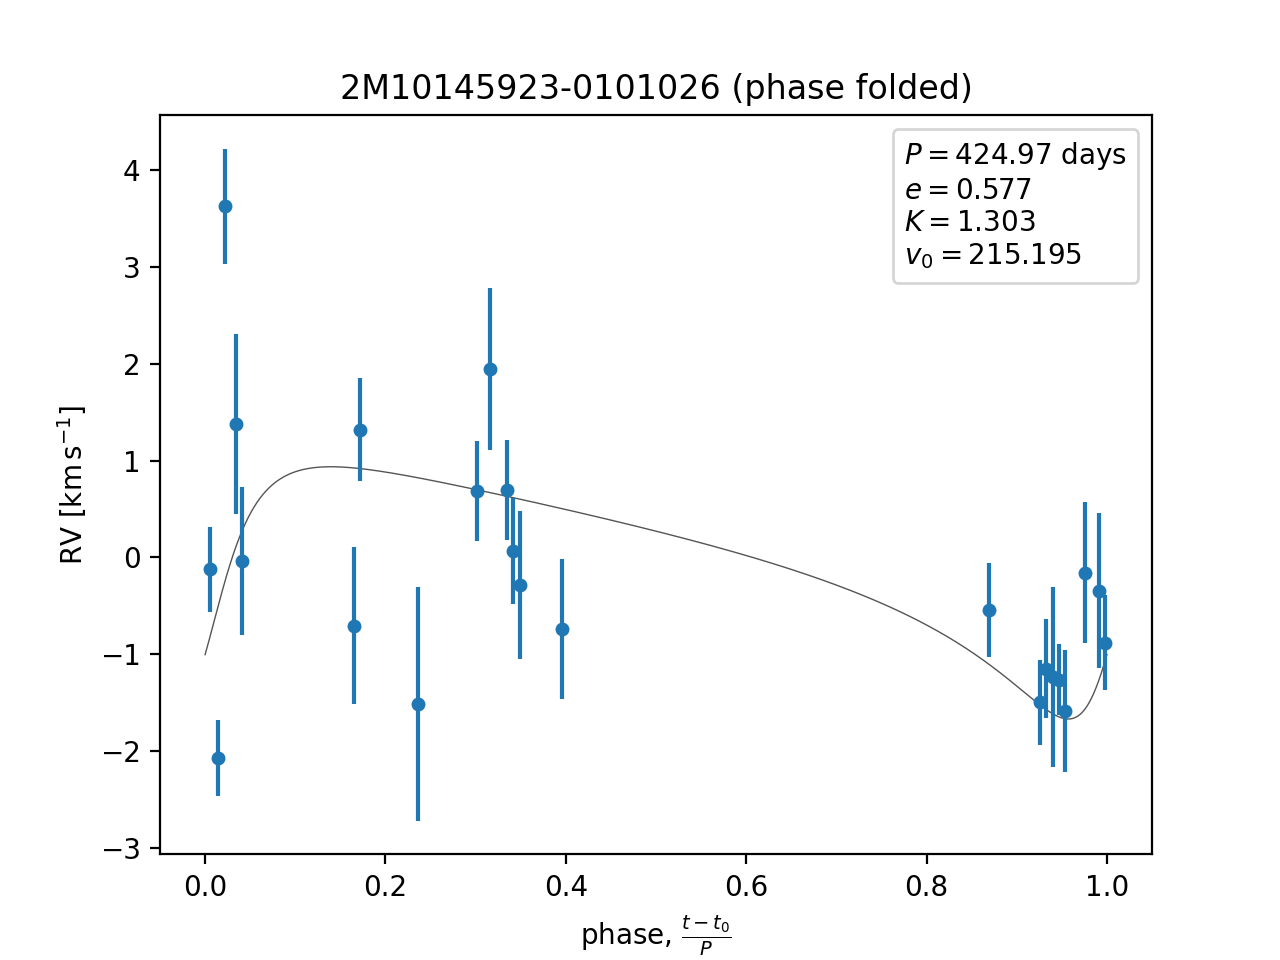 2M10145923-0101026 (phase folded)
P = 424.97 days
e = 0.577
K = 1.303
v₀ = 215.195
RV [km s⁻¹]
4
3
2
1
0
−1
−2
−3
0.0 0.2 0.4 0.6 0.8 1.0
phase, (t − t₀)/P